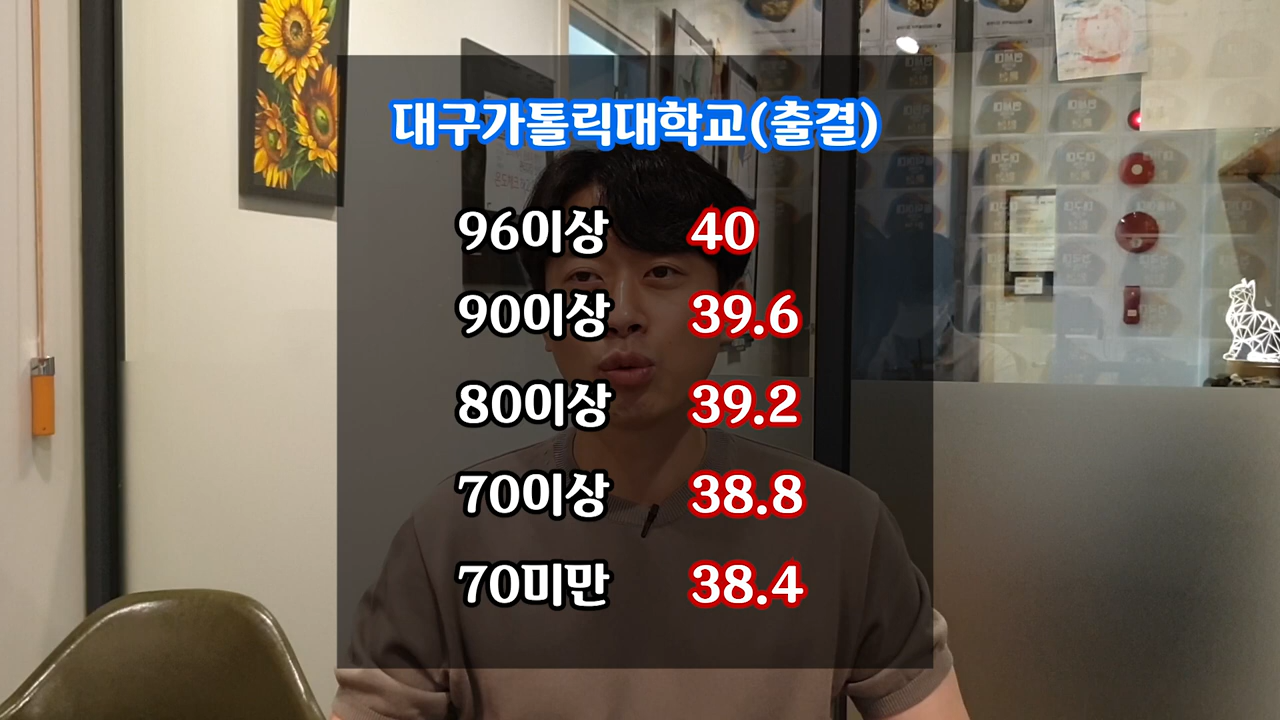 대구가톨릭대학교(출결)
96이상 40
90이상 39.6
80이상 39.2
70이상 38.8
70미만 38.4